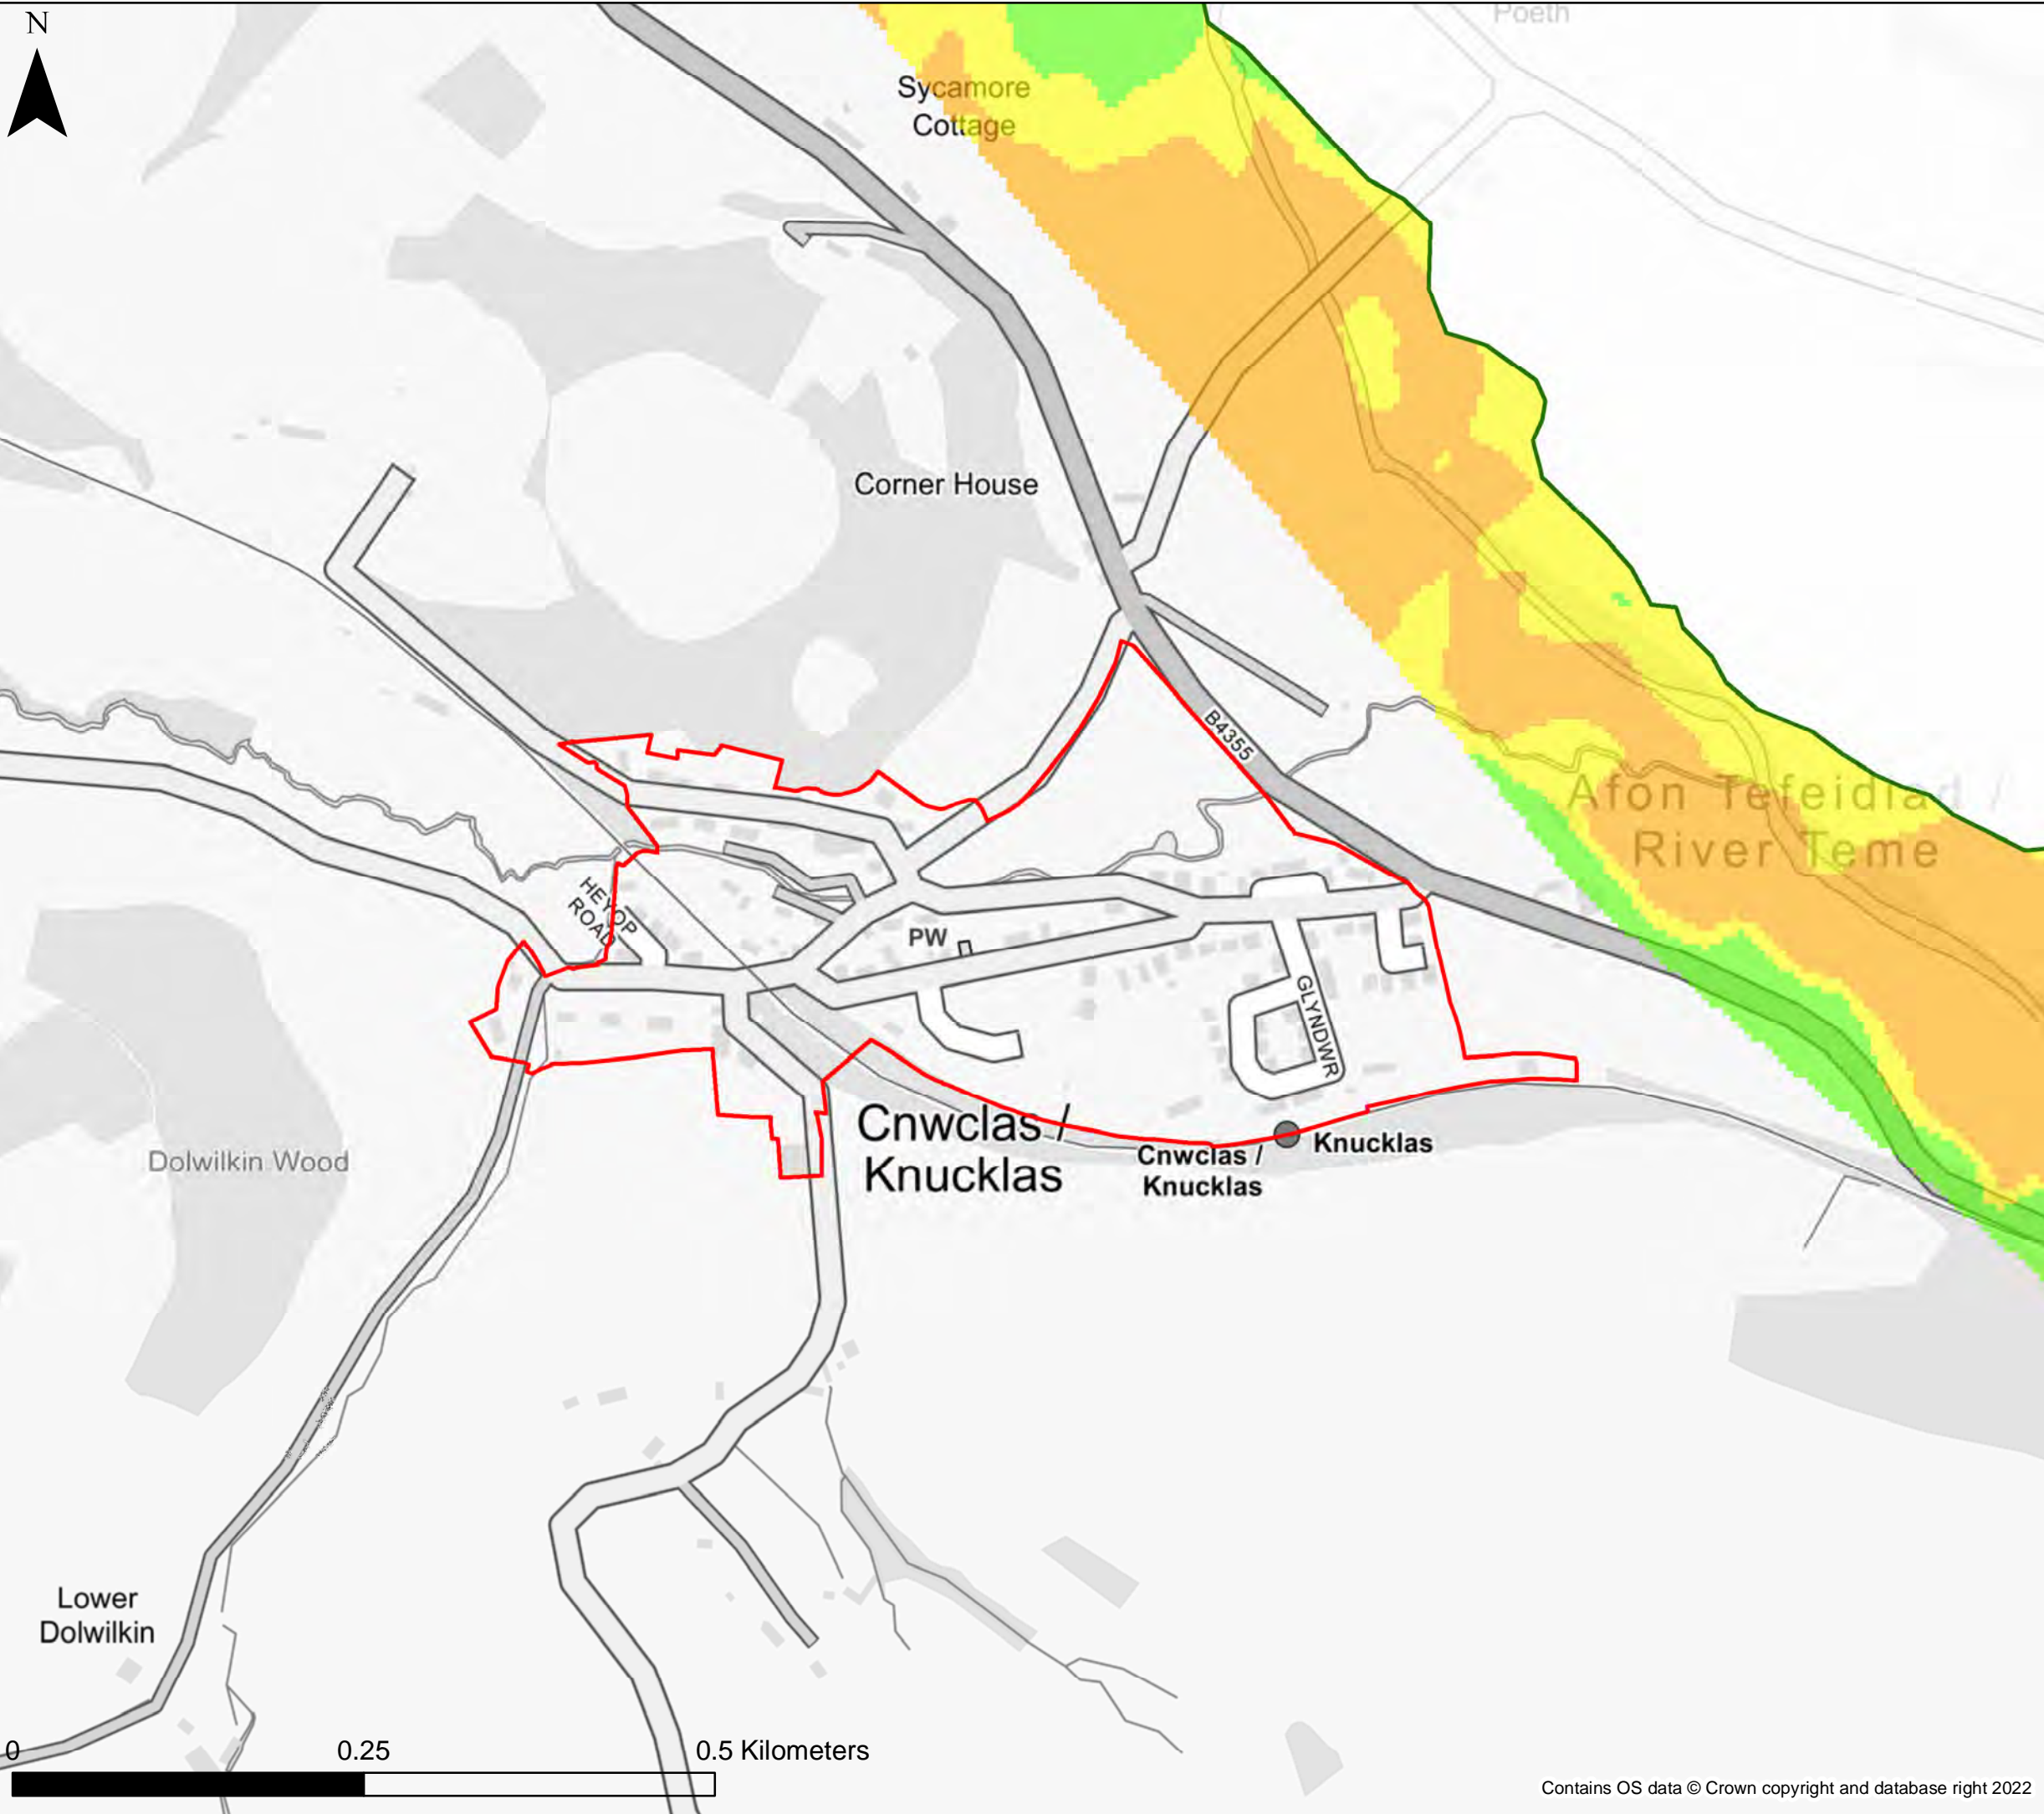 N
Poeth
Sycamore
Cottage
Corner House
B4355
Afon Tefeidiad /
River Teme
HEYOP
ROAD
PW
GLYNDWR
Cnwclas /
Knucklas
Cnwclas /
Knucklas
Knucklas
Dolwilkin Wood
Lower
Dolwilkin
0 0.25 0.5 Kilometers
Contains OS data © Crown copyright and database right 2022